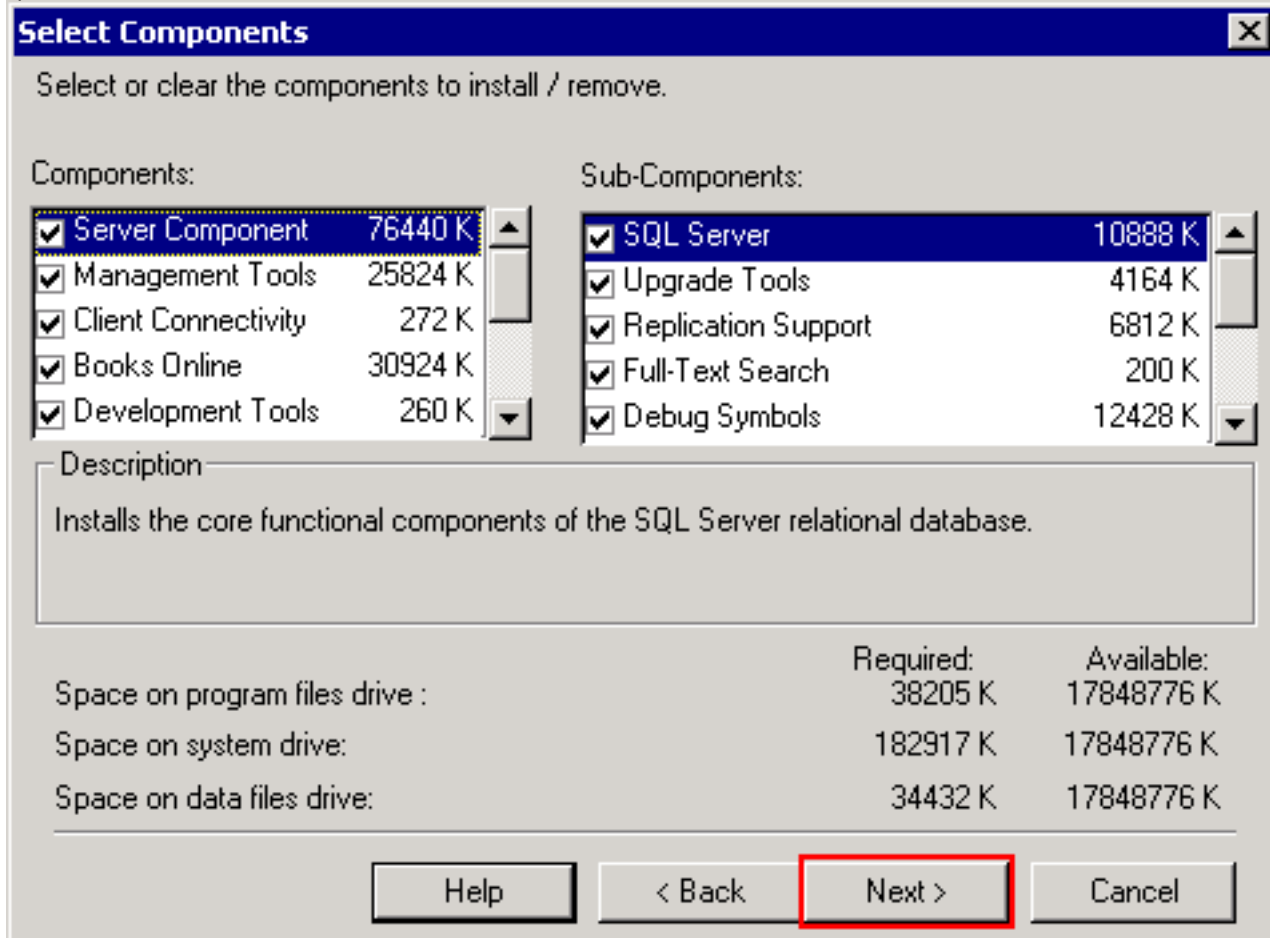 Select Components
Select or clear the components to install / remove.
Components:
Server Component 76440 K
Management Tools 25824 K
Client Connectivity 272 K
Books Online 30924 K
Development Tools 260 K
Sub-Components:
SQL Server 10888 K
Upgrade Tools 4164 K
Replication Support 6812 K
Full-Text Search 200 K
Debug Symbols 12428 K
Description
Installs the core functional components of the SQL Server relational database.
Required: Available:
Space on program files drive : 38205 K 17848776 K
Space on system drive: 182917 K 17848776 K
Space on data files drive: 34432 K 17848776 K
Help < Back Next > Cancel